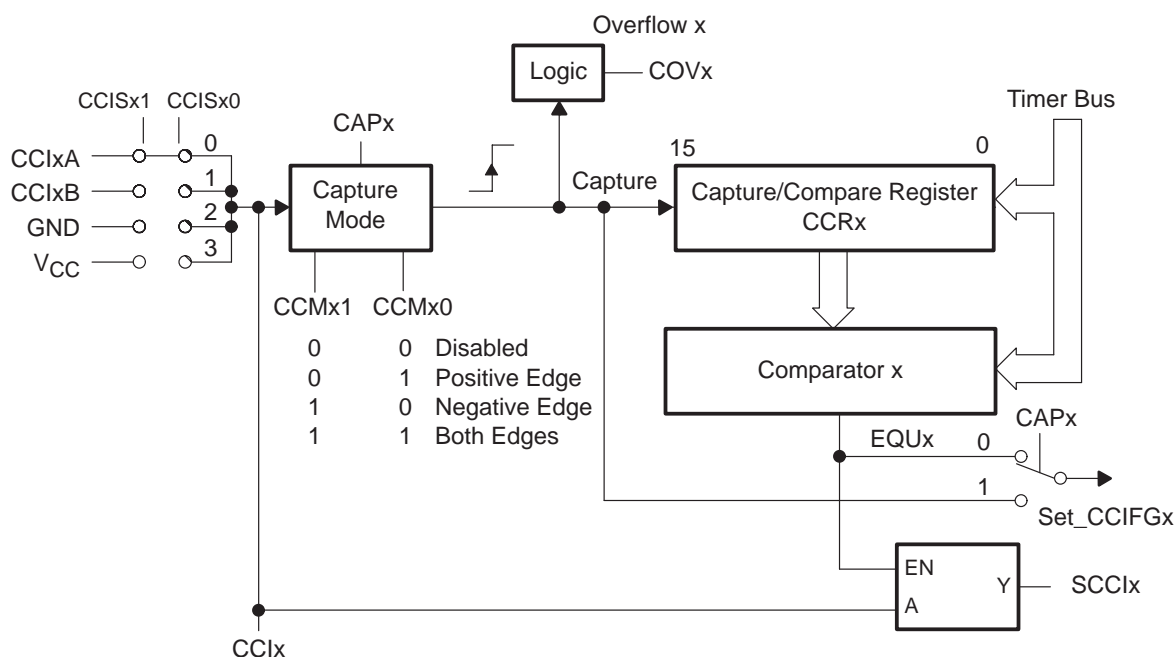 Overflow x
Logic
COVx
CCISx1 CCISx0
Timer Bus
CAPx
0
CCIxA
1
CCIxB
2
GND
3
VCC
Capture
Mode
Capture
15 0
Capture/Compare Register
CCRx
CCMx1 CCMx0
0 0 Disabled
0 1 Positive Edge
1 0 Negative Edge
1 1 Both Edges
Comparator x
CAPx
EQUx 0
1
Set_CCIFGx
EN
Y
SCCIx
A
CCIx